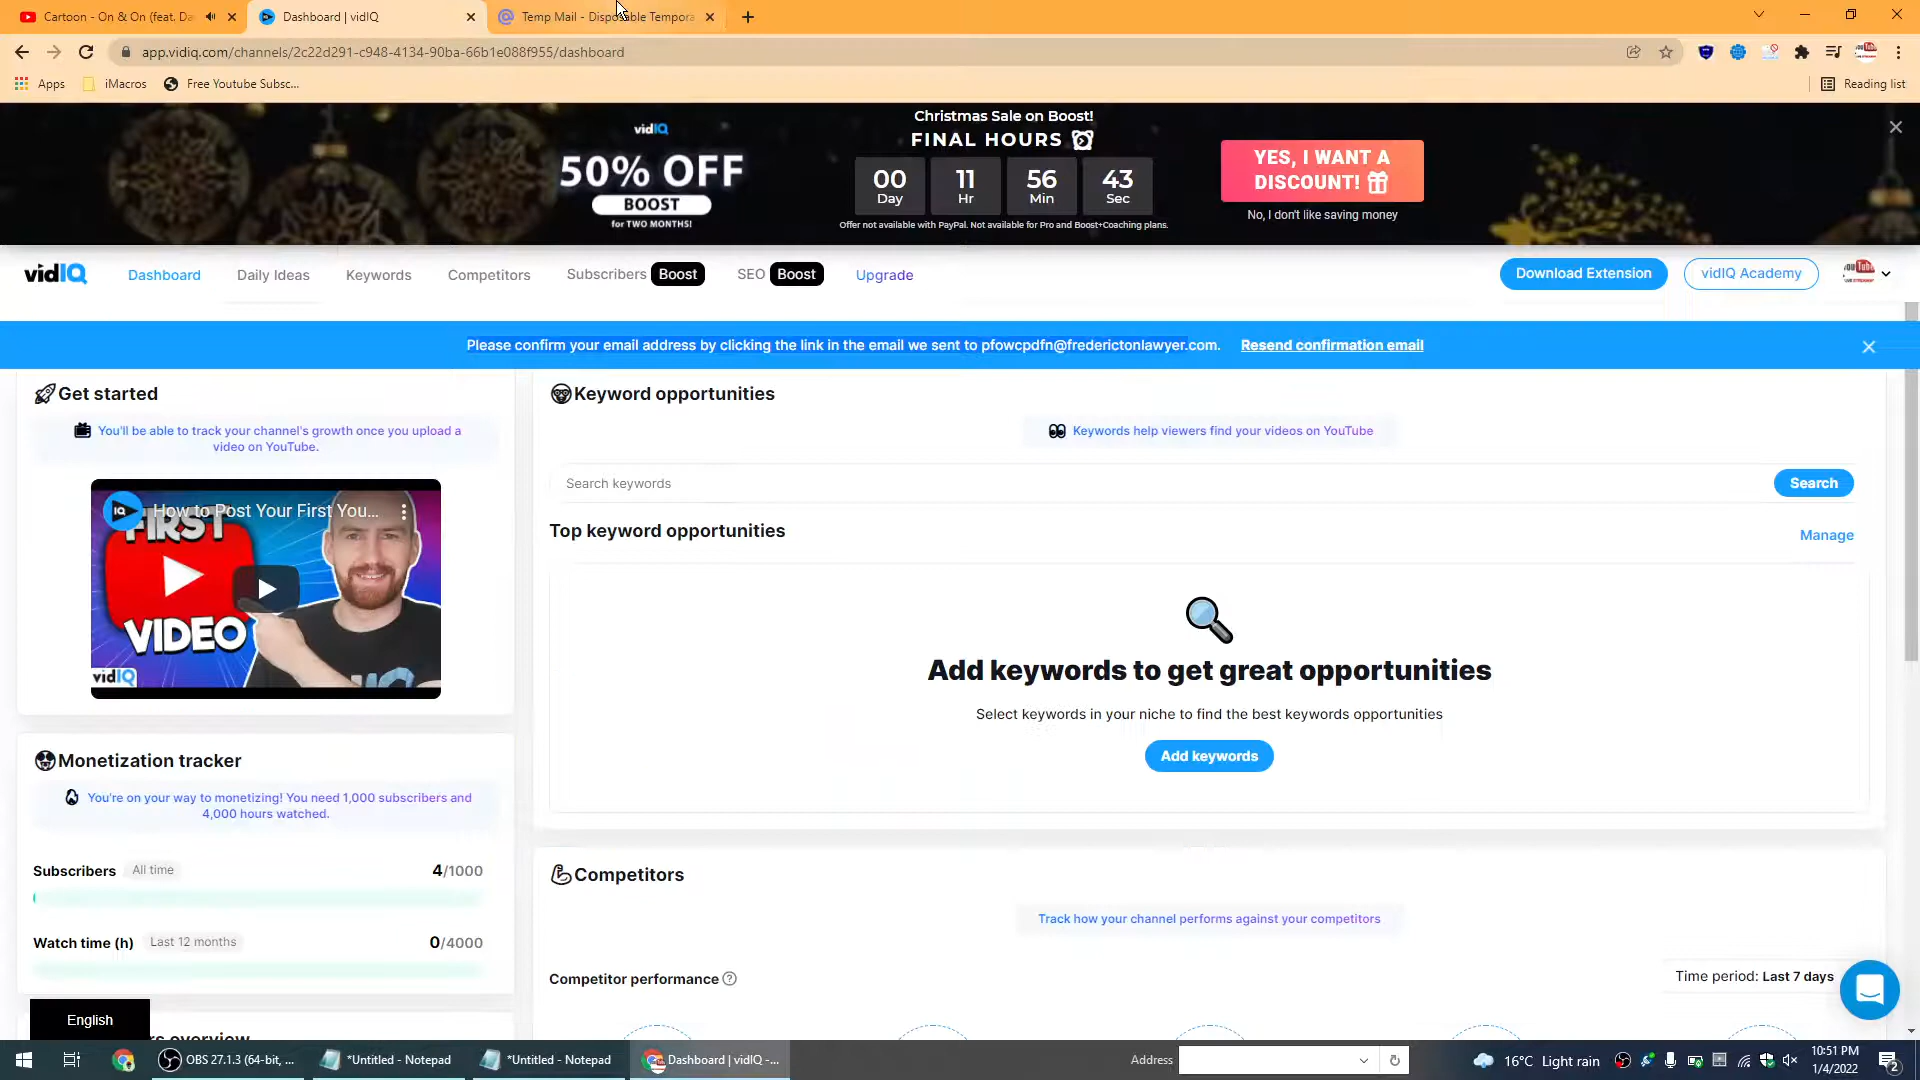 Cartoon - On & On (feat. Da
Dashboard | vidIQ
Temp Mail - Disposable Tempora
app.vidiq.com/channels/2c22d291-c948-4134-90ba-66b1e088f955/dashboard
Apps
iMacros
Free Youtube Subsc...
Reading list
vidIQ
50% OFF
BOOST
for TWO MONTHS!
Christmas Sale on Boost!
FINAL HOURS
00 11 56 43
Day Hr Min Sec
Offer not available with PayPal. Not available for Pro and Boost+Coaching plans.
YES, I WANT A
DISCOUNT!
No, I don't like saving money
vidIQ
Dashboard
Daily Ideas
Keywords
Competitors
Subscribers Boost
SEO Boost
Upgrade
Download Extension
vidIQ Academy
Please confirm your email address by clicking the link in the email we sent to pfowcpdfn@frederictonlawyer.com. Resend confirmation email
Get started
You'll be able to track your channel's growth once you upload a
video on YouTube.
How to Post Your First You...
FIRST
VIDEO
vidIQ
Monetization tracker
You're on your way to monetizing! You need 1,000 subscribers and
4,000 hours watched.
Subscribers All time 4/1000
Watch time (h) Last 12 months 0/4000
English
rs overview
Keyword opportunities
Keywords help viewers find your videos on YouTube
Search keywords
Search
Top keyword opportunities
Manage
Add keywords to get great opportunities
Select keywords in your niche to find the best keywords opportunities
Add keywords
Competitors
Track how your channel performs against your competitors
Competitor performance
Time period: Last 7 days
OBS 27.1.3 (64-bit, ...
*Untitled - Notepad
*Untitled - Notepad
Dashboard | vidIQ -...
Address
16°C Light rain
10:51 PM
1/4/2022
2